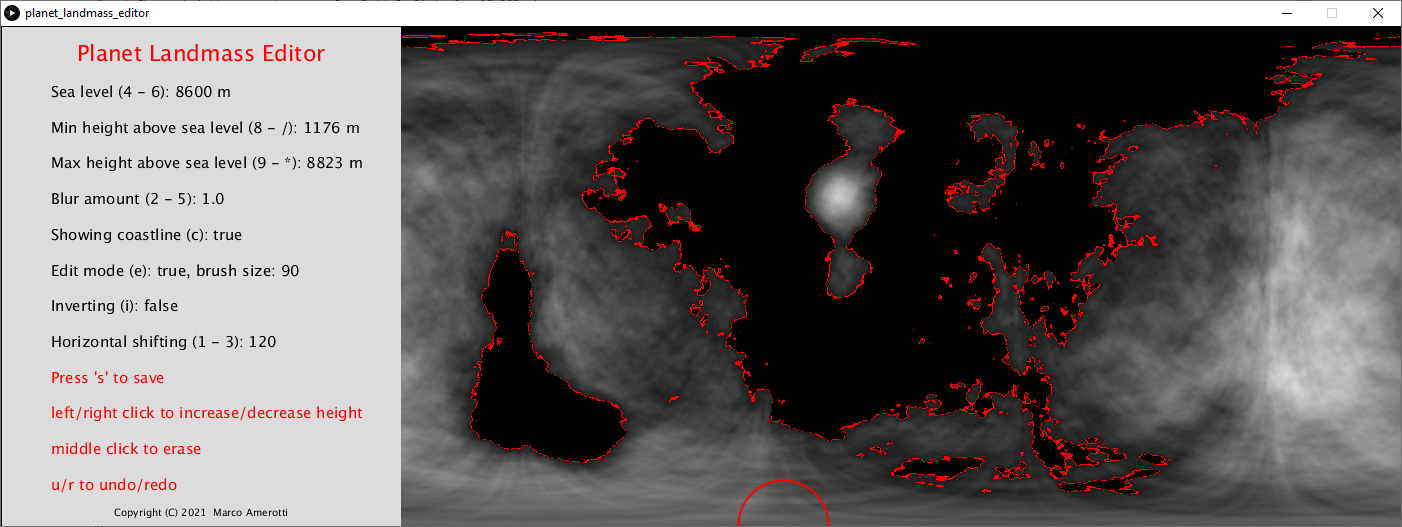 planet_landmass_editor
Planet Landmass Editor
Sea level (4 - 6): 8600 m
Min height above sea level (8 - /): 1176 m
Max height above sea level (9 - *): 8823 m
Blur amount (2 - 5): 1.0
Showing coastline (c): true
Edit mode (e): true, brush size: 90
Inverting (i): false
Horizontal shifting (1 - 3): 120
Press 's' to save
left/right click to increase/decrease height
middle click to erase
u/r to undo/redo
Copyright (C) 2021 Marco Amerotti